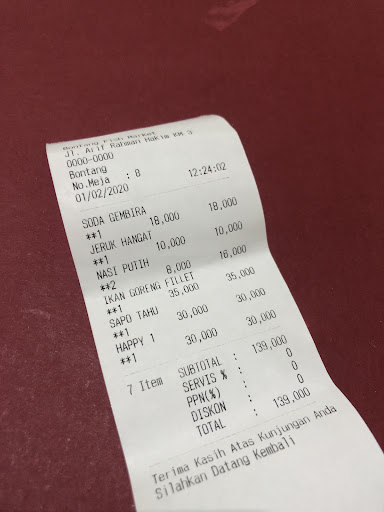 Bontang Fish Market
Jl. Arif Rahman Hakim KM 3
0000-0000
Bontang
No.Meja : 8
01/02/2020 12:24:02
SODA GEMBIRA
**1 18,000 18,000
JERUK HANGAT
**1 10,000 10,000
NASI PUTIH
**2 8,000 16,000
IKAN GORENG FILLET
**1 35,000 35,000
SAPO TAHU
**1 30,000 30,000
HAPPY 1
**1 30,000 30,000
7 Item SUBTOTAL : 139,000
SERVIS % : 0
PPN(%) : 0
DISKON : 0
TOTAL : 139,000
Terima Kasih Atas Kunjungan Anda
Silahkan Datang Kembali